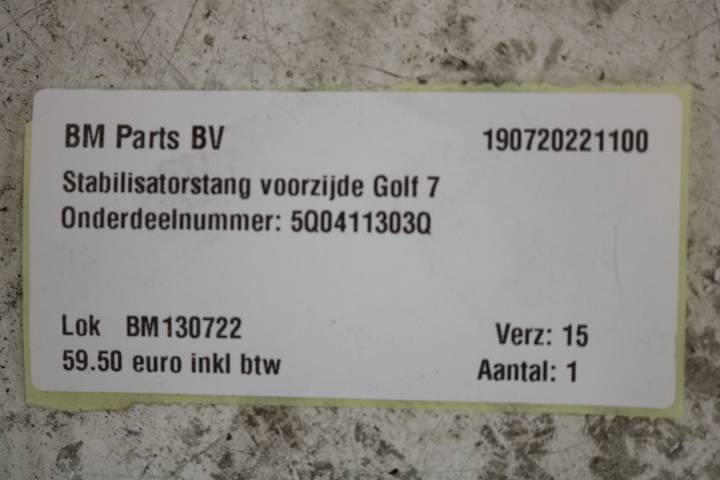 BM Parts BV 190720221100
Stabilisatorstang voorzijde Golf 7
Onderdeelnummer: 5Q0411303Q
Lok BM130722 Verz: 15
59.50 euro inkl btw Aantal: 1